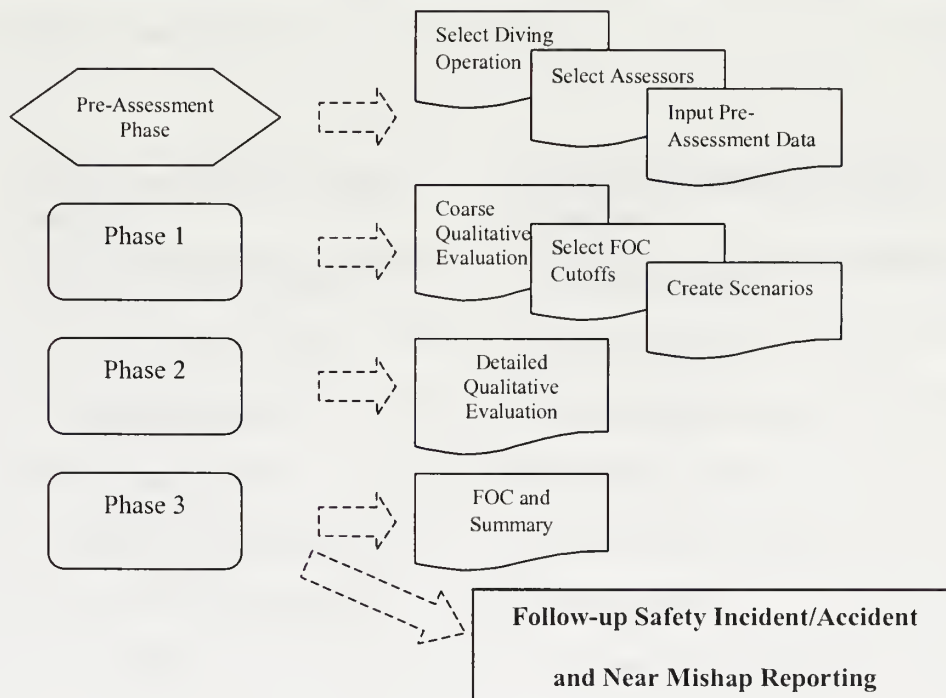 Pre-Assessment
Phase
Select Diving
Operation
Select Assessors
Input Pre-
Assessment Data
Phase 1
Coarse
Qualitative
Evaluation
Select FOC
Cutoffs
Create Scenarios
Phase 2
Detailed
Qualitative
Evaluation
Phase 3
FOC and
Summary
Follow-up Safety Incident/Accident
and Near Mishap Reporting